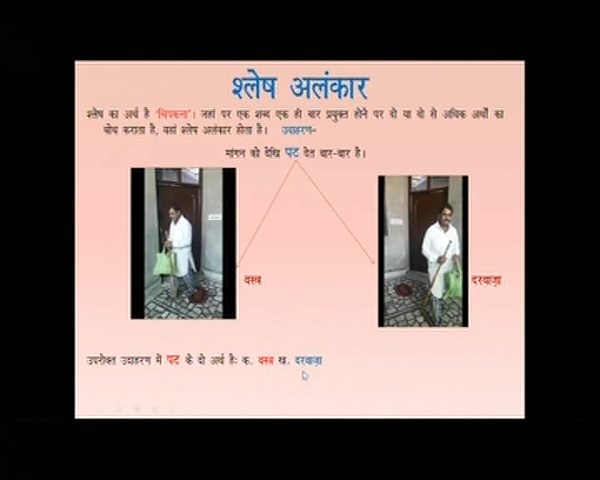 श्लेष अलंकार
श्लेष का अर्थ है 'चिपकना'। जहां पर एक शब्द एक ही बार प्रयुक्त होने पर दो या दो से अधिक अर्थों का
बोध कराता है, वहां श्लेष अलंकार होता है। उदाहरण-
मांगन को देखि पट देत बार-बार है।
वस्त्र
दरवाज़ा
उपरोक्त उदाहरण में पट के दो अर्थ हैः क. वस्त्र ख. दरवाज़ा